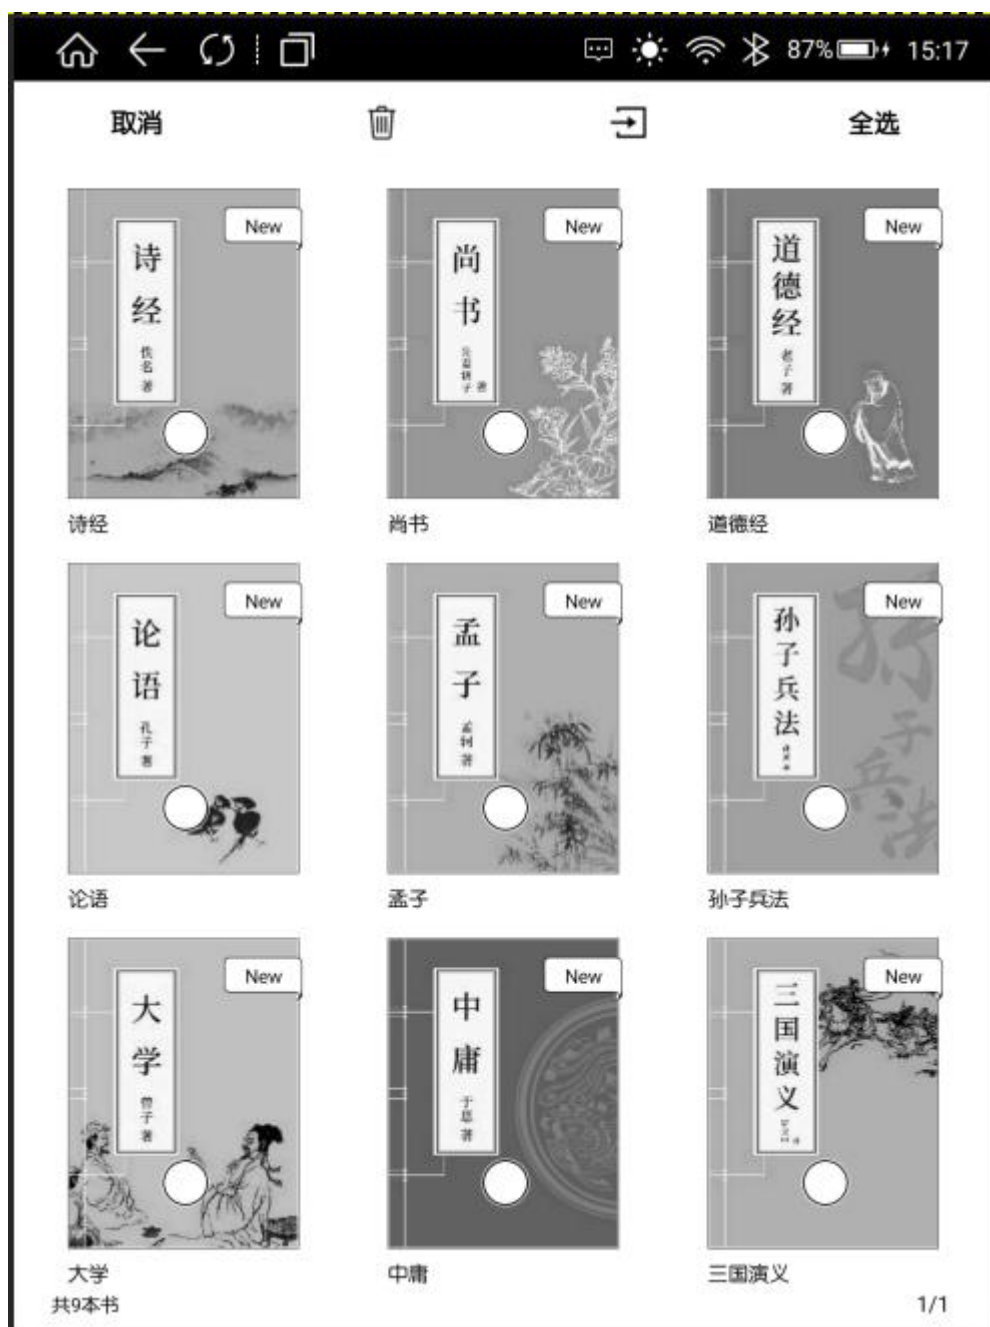 87% 15:17
取消 全选
New New New
诗经 佚名 著
尚书
道德经 老子 著
诗经 尚书 道德经
New New New
论语 孔子 著
孟子 孟轲 著
孙子兵法
孙子兵法
论语 孟子 孙子兵法
New New New
大学 曾子 著
中庸 子思 著
三国演义
大学 中庸 三国演义
共9本书 1/1